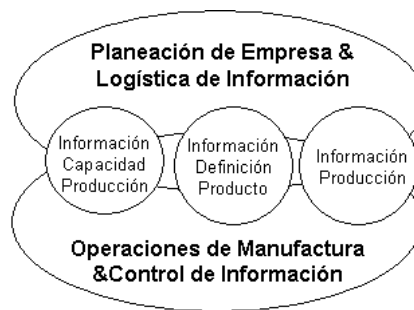 Planeación de Empresa &
Logística de Información
Información
Capacidad
Producción
Información
Definición
Producto
Información
Producción
Operaciones de Manufactura
&Control de Información